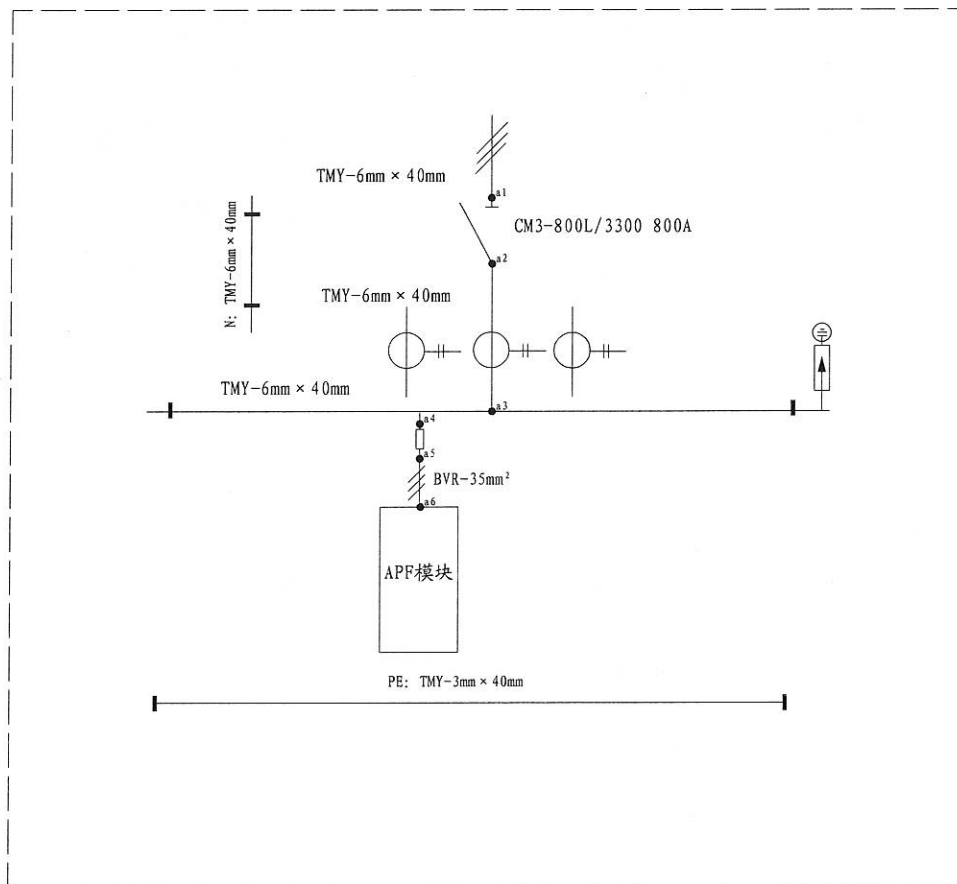 TMY-6mm × 40mm
a1
CM3-800L/3300 800A
a2
N: TMY-6mm × 40mm
TMY-6mm × 40mm
TMY-6mm × 40mm
a3
a4
a5
BVR-35mm²
a6
APF模块
PE: TMY-3mm × 40mm